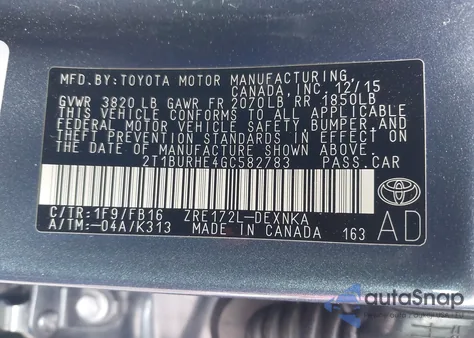 MFD.BY:TOYOTA MOTOR MANUFACTURING,
CANADA, INC. 12/15
GVWR 3820 LB GAWR FR 2070LB RR 1850LB
THIS VEHICLE CONFORMS TO ALL APPLICABLE
FEDERAL MOTOR VEHICLE SAFETY, BUMPER, AND
THEFT PREVENTION STANDARDS IN EFFECT ON
THE DATE OF MANUFACTURE SHOWN ABOVE.
2T1BURHE4GC582783 PASS.CAR
C/TR:1F9/FB16 ZRE172L-DEXNKA
A/TM:-04A/K313 MADE IN CANADA 163
AD
autoSnap